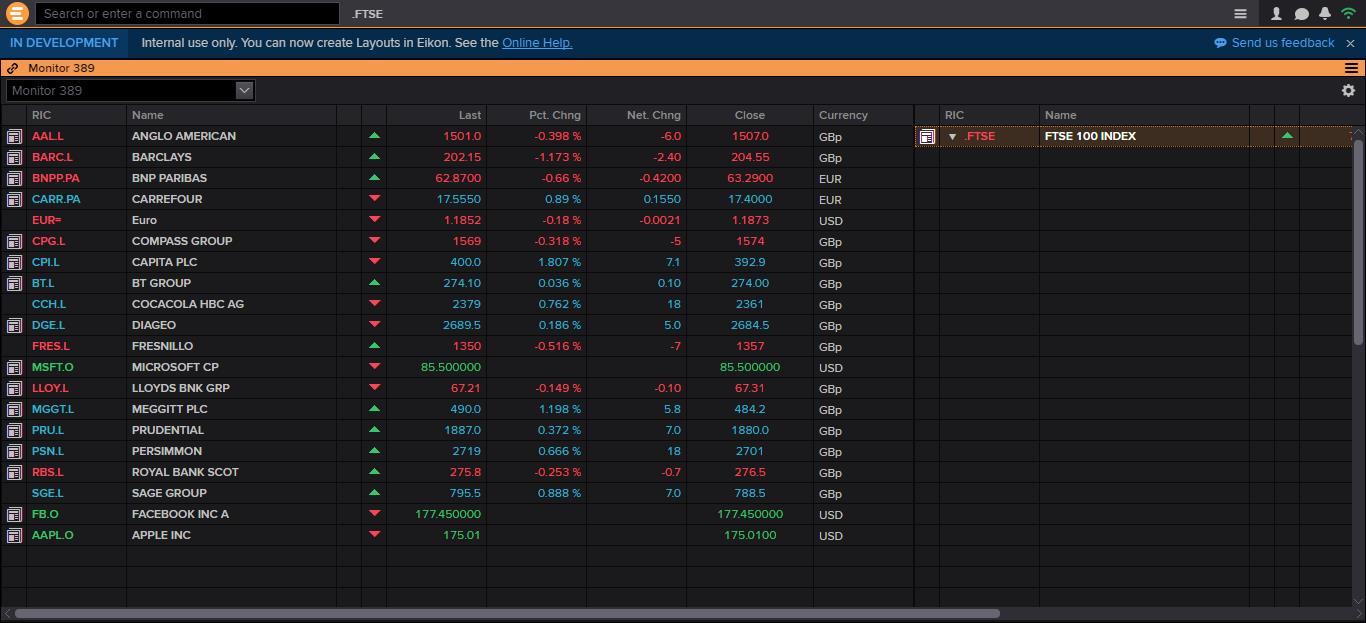 Search or enter a command .FTSE
IN DEVELOPMENT Internal use only. You can now create Layouts in Eikon. See the Online Help. Send us feedback
Monitor 389
Monitor 389
RIC Name Last Pct. Chng Net. Chng Close Currency RIC Name
AAL.L ANGLO AMERICAN 1501.0 -0.398 % -6.0 1507.0 GBp .FTSE FTSE 100 INDEX
BARC.L BARCLAYS 202.15 -1.173 % -2.40 204.55 GBp
BNPP.PA BNP PARIBAS 62.8700 -0.66 % -0.4200 63.2900 EUR
CARR.PA CARREFOUR 17.5550 0.89 % 0.1550 17.4000 EUR
EUR= Euro 1.1852 -0.18 % -0.0021 1.1873 USD
CPG.L COMPASS GROUP 1569 -0.318 % -5 1574 GBp
CPI.L CAPITA PLC 400.0 1.807 % 7.1 392.9 GBp
BT.L BT GROUP 274.10 0.036 % 0.10 274.00 GBp
CCH.L COCACOLA HBC AG 2379 0.762 % 18 2361 GBp
DGE.L DIAGEO 2689.5 0.186 % 5.0 2684.5 GBp
FRES.L FRESNILLO 1350 -0.516 % -7 1357 GBp
MSFT.O MICROSOFT CP 85.500000 85.500000 USD
LLOY.L LLOYDS BNK GRP 67.21 -0.149 % -0.10 67.31 GBp
MGGT.L MEGGITT PLC 490.0 1.198 % 5.8 484.2 GBp
PRU.L PRUDENTIAL 1887.0 0.372 % 7.0 1880.0 GBp
PSN.L PERSIMMON 2719 0.666 % 18 2701 GBp
RBS.L ROYAL BANK SCOT 275.8 -0.253 % -0.7 276.5 GBp
SGE.L SAGE GROUP 795.5 0.888 % 7.0 788.5 GBp
FB.O FACEBOOK INC A 177.450000 177.450000 USD
AAPL.O APPLE INC 175.01 175.0100 USD